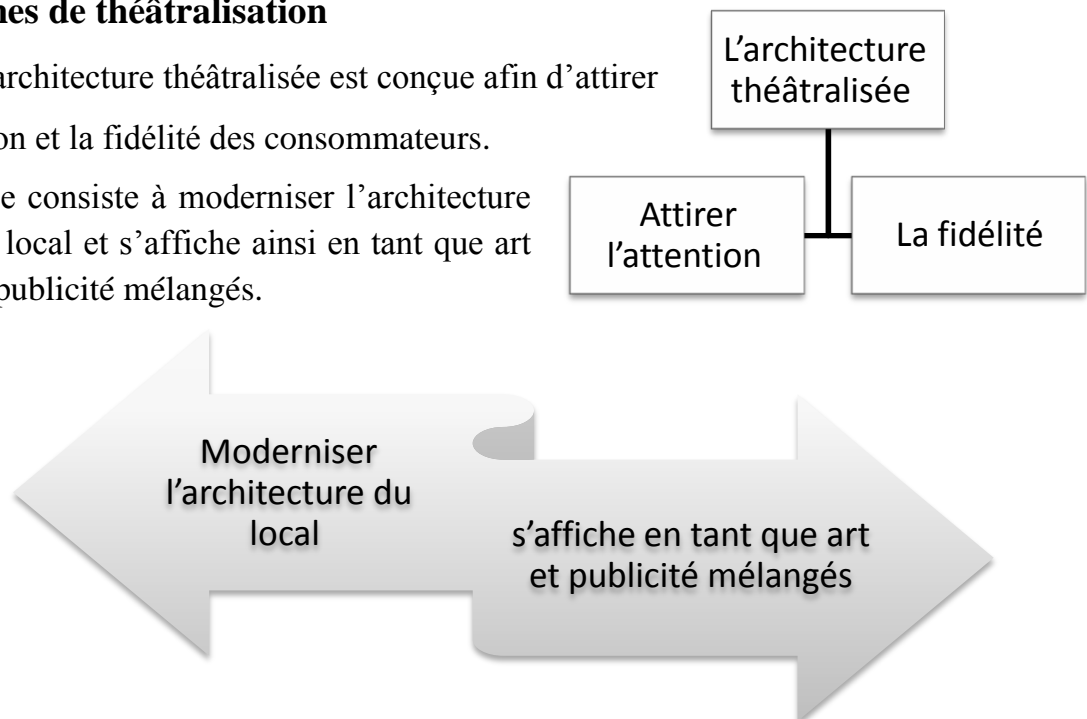 nes de théâtralisation
architecture théâtralisée est conçue afin d’attirer
on et la fidélité des consommateurs.
e consiste à moderniser l’architecture
local et s’affiche ainsi en tant que art
publicité mélangés.
L’architecture
théâtralisée
Attirer
l’attention
La fidélité
Moderniser
l’architecture du
local
s’affiche en tant que art
et publicité mélangés